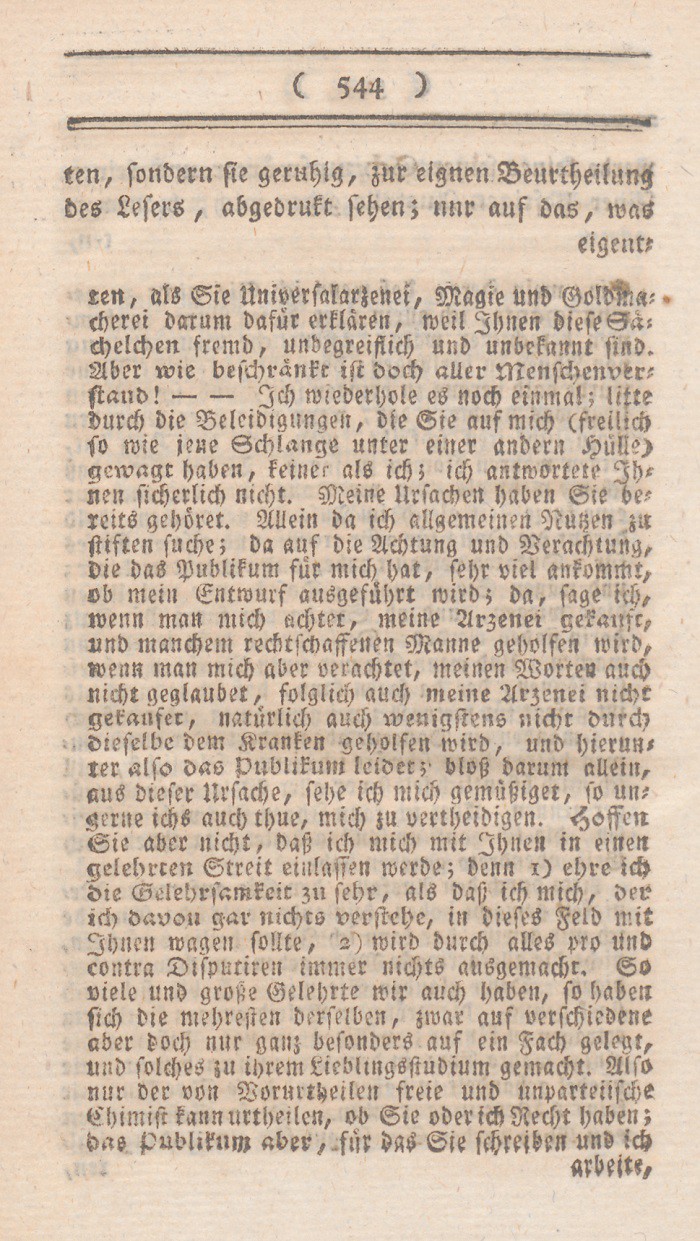 ( 544 )
ten, sondern sie geruhig, zur eignen Beurtheilung
des Lesers, abgedrukt sehen; nur auf das, was
eigent-
ten, als Sie Universalarzenei, Magie und Goldma-
cherei darum dafür erklären, weil Ihnen diese Sä-
chelchen fremd, unbegreiflich und unbekannt sind.
Aber wie beschränkt ist doch aller Menschenver-
stand! — — Ich wiederhole es noch einmal; litte
durch die Beleidigungen, die Sie auf mich (freilich
so wie jene Schlange unter einer andern Hülle)
gewagt haben, keiner als ich; ich antwortete Ih-
nen sicherlich nicht. Meine Ursachen haben Sie be-
reits gehöret. Allein da ich allgemeinen Nutzen zu
stiften suche; da auf die Achtung und Verachtung,
die das Publikum für mich hat, sehr viel ankommt,
ob mein Entwurf ausgeführt wird; da, sage ich,
wenn man mich achtet, meine Arzenei gekauft,
und manchem rechtschaffenen Manne geholfen wird,
wenn man mich aber verachtet, meinen Worten auch
nicht geglaubet, folglich auch meine Arzenei nicht
gekaufet, natürlich auch wenigstens nicht durch
dieselbe dem Kranken geholfen wird, und hierun-
ter also das Publikum leidet; bloß darum allein,
aus dieser Ursache, sehe ich mich gemüßiget, so un-
gerne ichs auch thue, mich zu vertheidigen. Hoffen
Sie aber nicht, daß ich mich mit Ihnen in einen
gelehrten Streit einlassen werde; denn 1) ehre ich
die Gelehrsamkeit zu sehr, als daß ich mich, der
ich davon gar nichts verstehe, in dieses Feld mit
Ihnen wagen sollte, 2) wird durch alles pro und
contra Disputiren immer nichts ausgemacht. So
viele und große Gelehrte wir auch haben, so haben
sich die mehresten derselben, zwar auf verschiedene
aber doch nur ganz besonders auf ein Fach gelegt,
und solches zu ihrem Lieblingsstudium gemacht. Also
nur der von Vorurtheilen freie und unparteiische
Chimist kann urtheilen, ob Sie oder ich Recht haben;
das Publikum aber, für das Sie schreiben und ich
arbeite,